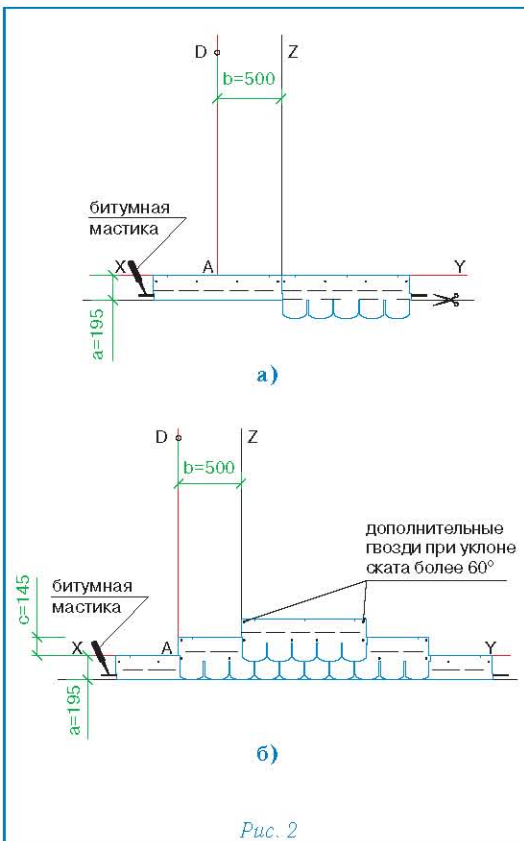 D Z
b=500
битумная
мастика
X A Y
a=195
а)
D Z
b=500
дополнительные
гвозди при уклоне
ската более 60°
c=145
битумная
мастика
X A Y
a=195
б)
Рис. 2